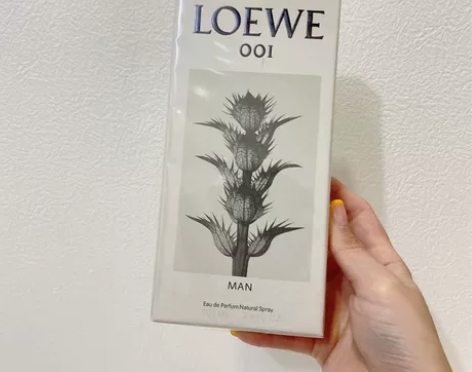 LOEWE
001
MAN
Eau de Parfum Natural Spray